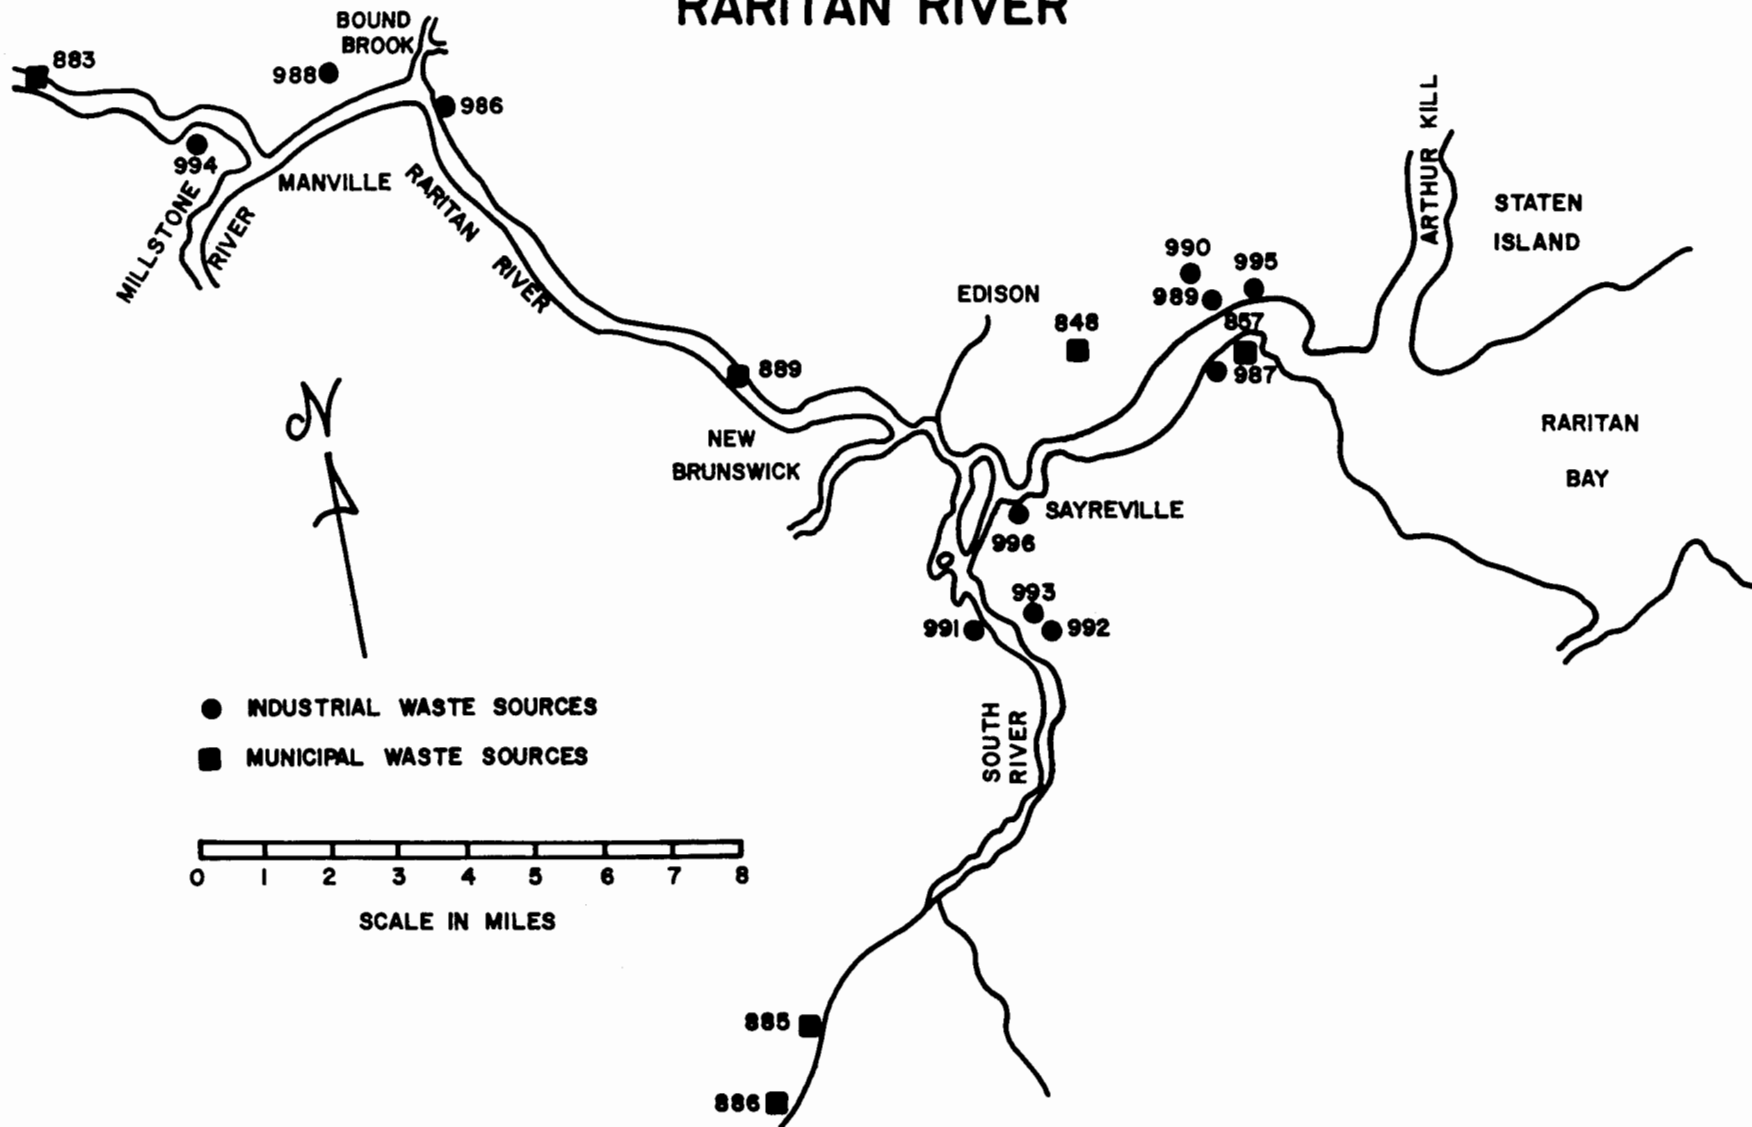 RARITAN RIVER
BOUND
BROOK
883
988
986
994
MILLSTONE
RIVER
MANVILLE
RARITAN
RIVER
ARTHUR KILL
STATEN
ISLAND
990
995
989
EDISON
848
857
987
889
N
NEW
BRUNSWICK
RARITAN
BAY
SAYREVILLE
996
993
991
992
INDUSTRIAL WASTE SOURCES
MUNICIPAL WASTE SOURCES
SOUTH
RIVER
0 1 2 3 4 5 6 7 8
SCALE IN MILES
885
886